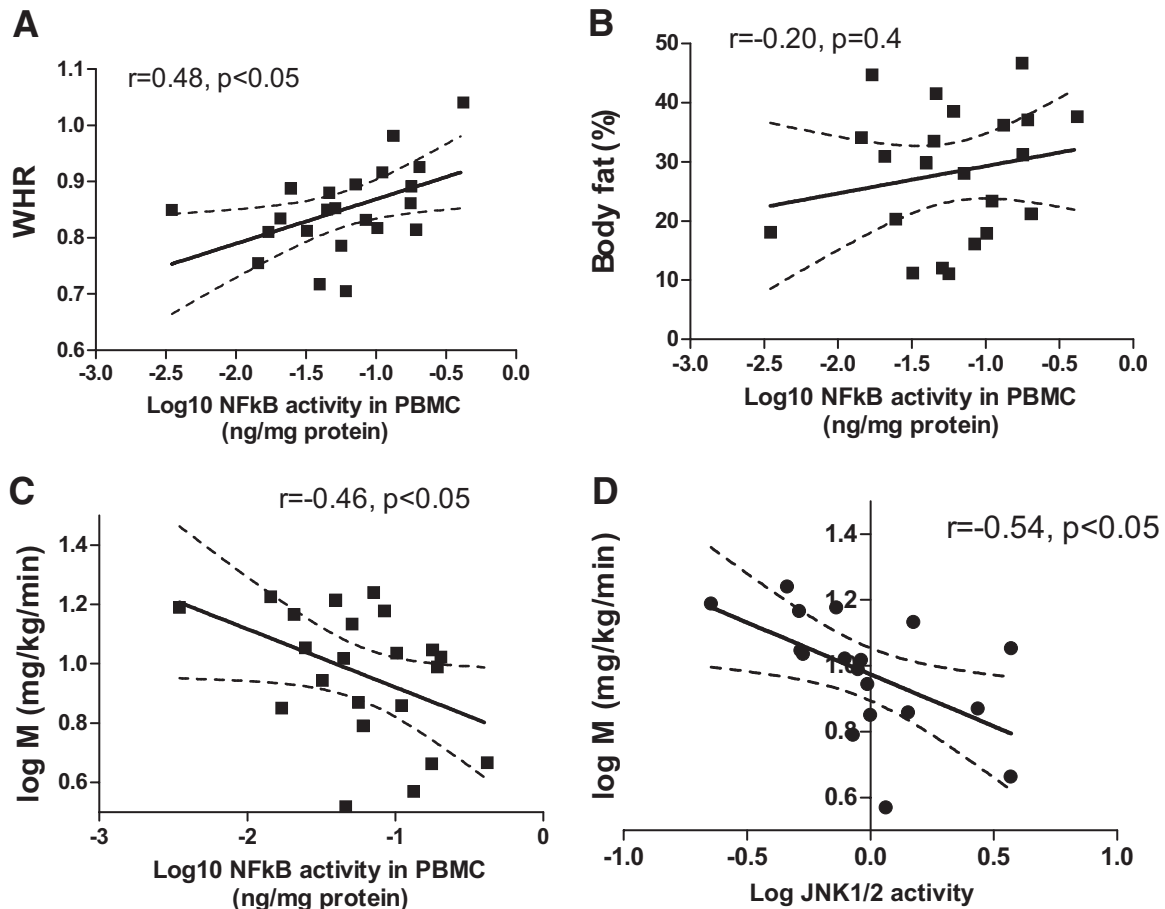 A
r=0.48, p<0.05
1.1
1.0
0.9
0.8
0.7
0.6
WHR
-3.0 -2.5 -2.0 -1.5 -1.0 -0.5 0.0
Log10 NFkB activity in PBMC
(ng/mg protein)
B
r=-0.20, p=0.4
50
40
30
20
10
0
Body fat (%)
-3.0 -2.5 -2.0 -1.5 -1.0 -0.5 0.0
Log10 NFkB activity in PBMC
(ng/mg protein)
C
r=-0.46, p<0.05
1.4
1.2
1.0
0.8
0.6
log M (mg/kg/min)
-3 -2 -1 0
Log10 NFkB activity in PBMC
(ng/mg protein)
D
r=-0.54, p<0.05
1.4
1.2
1.0
0.8
0.6
log M (mg/kg/min)
-1.0 -0.5 0.0 0.5 1.0
Log JNK1/2 activity